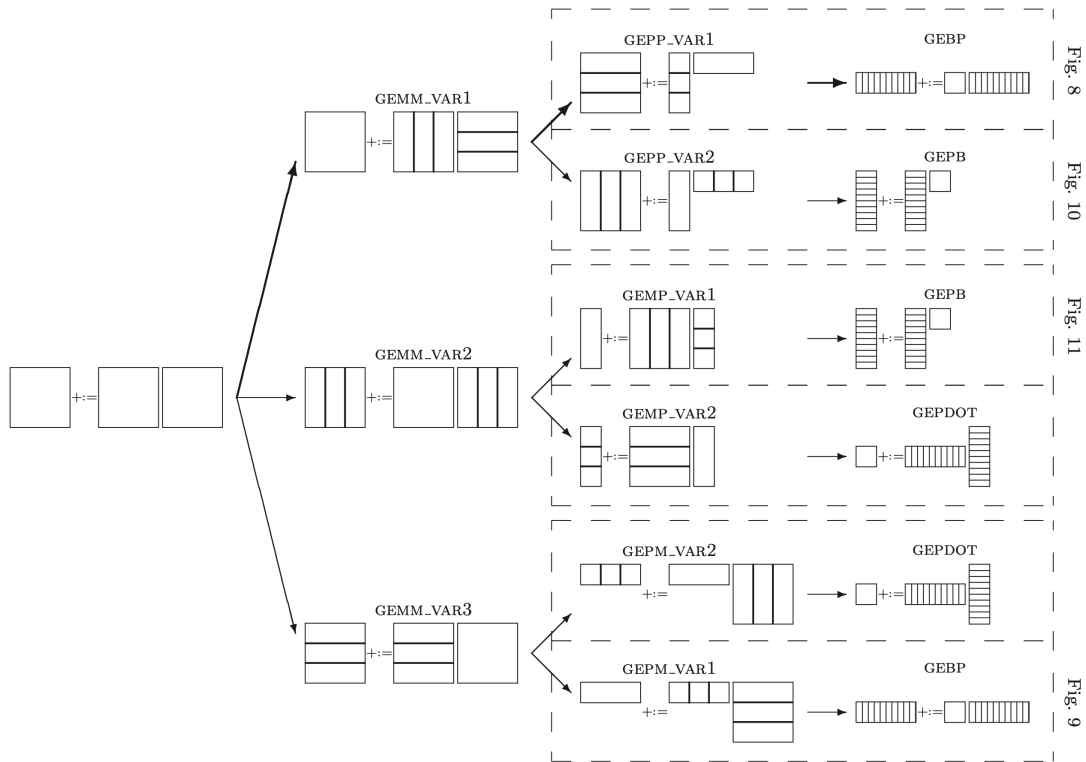 GEPP_VAR1
GEBP
+:=
+:=
Fig. 8
GEMM_VAR1
+:=
GEPP_VAR2
GEPB
+:=
+:=
Fig. 10
GEMP_VAR1
GEPB
+:=
+:=
Fig. 11
GEMM_VAR2
+:=
+:=
GEMP_VAR2
GEPDOT
+:=
+:=
GEPM_VAR2
GEPDOT
+:=
+:=
GEMM_VAR3
+:=
GEPM_VAR1
GEBP
+:=
+:=
Fig. 9